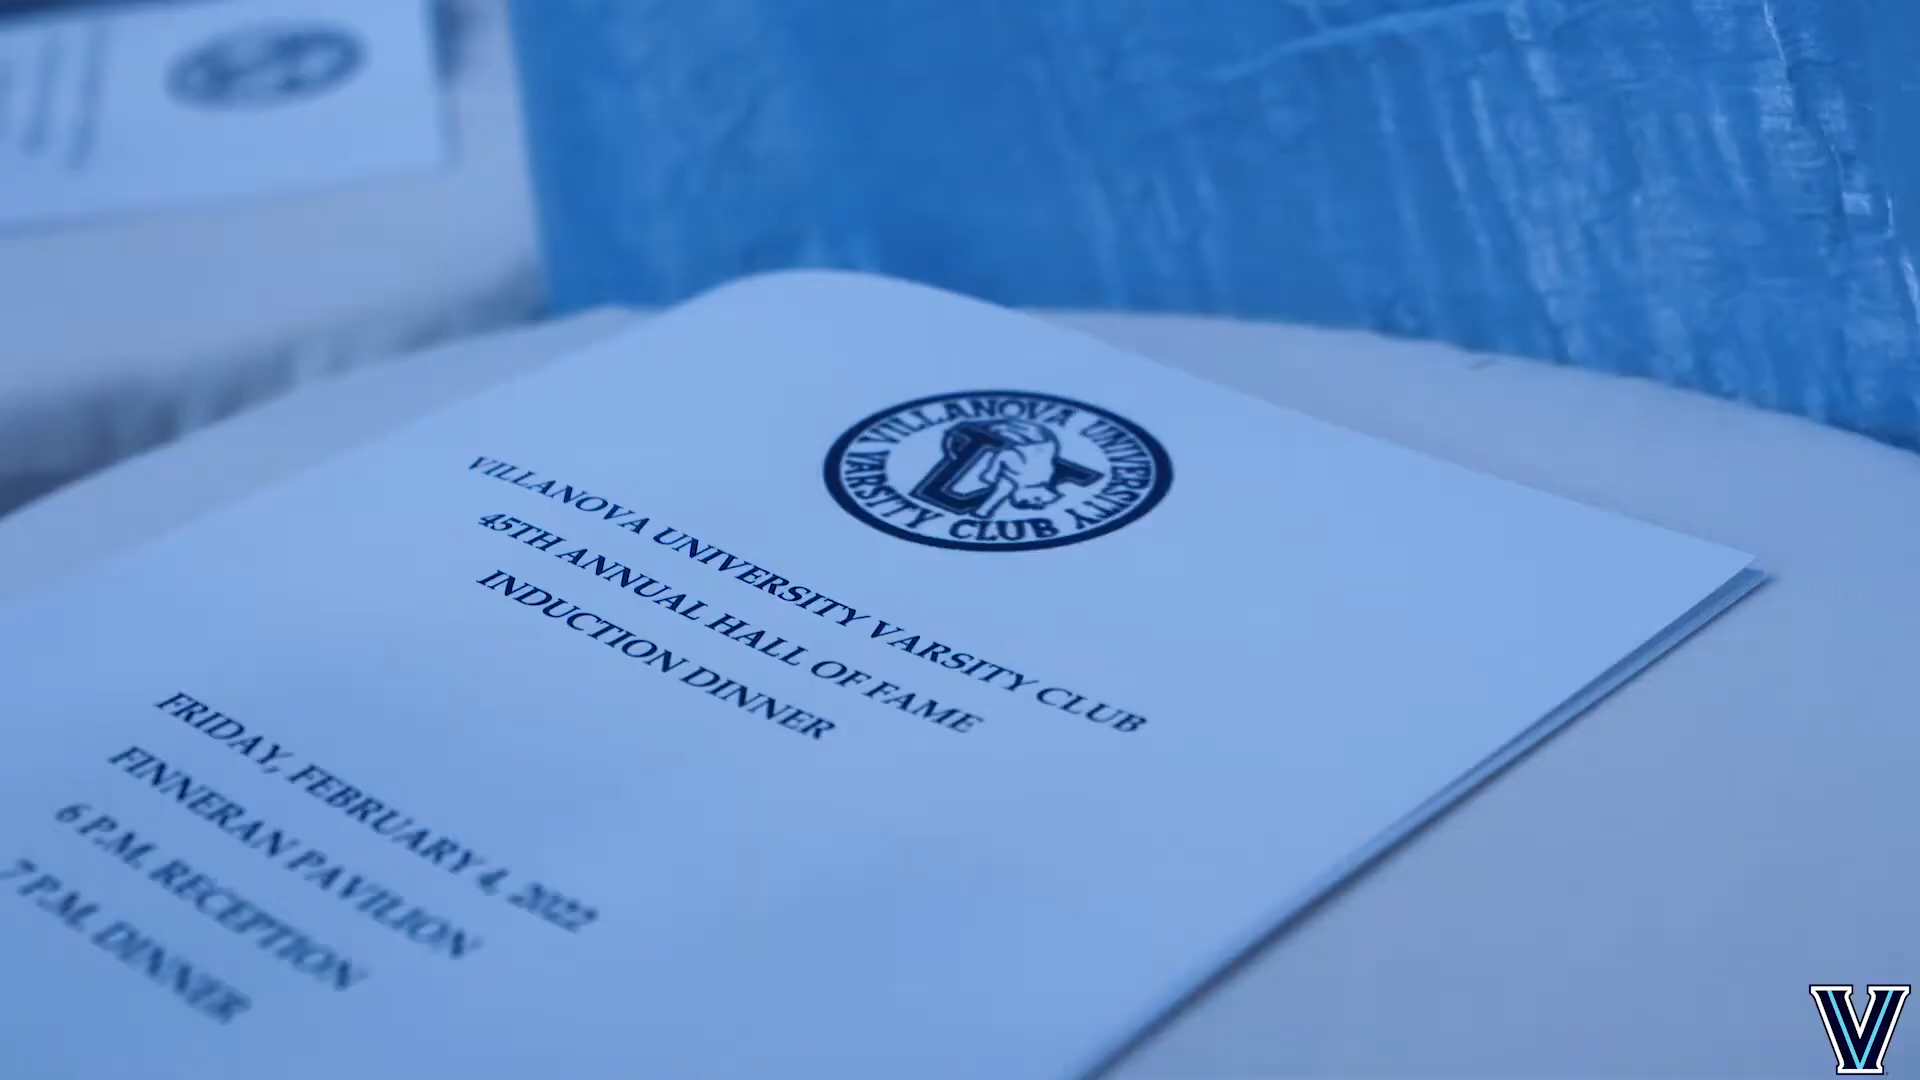 VILLANOVA UNIVERSITY
VARSITY CLUB
VILLANOVA UNIVERSITY VARSITY CLUB
45TH ANNUAL HALL OF FAME
INDUCTION DINNER
FRIDAY, FEBRUARY 4, 2022
FINNERAN PAVILION
6 P.M. RECEPTION
7 P.M. DINNER
V